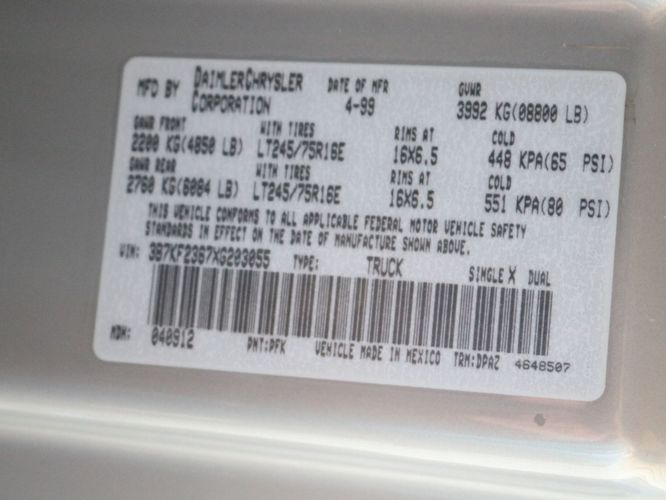 MFD BY DAIMLERCHRYSLER CORPORATION DATE OF MFR 4-99 GVWR 3992 KG(08800 LB)
GAWR FRONT WITH TIRES RIMS AT COLD
2200 KG(4850 LB) LT245/75R16E 16X6.5 448 KPA(65 PSI)
GAWR REAR WITH TIRES RIMS AT COLD
2760 KG(6084 LB) LT245/75R16E 16X6.5 551 KPA(80 PSI)
THIS VEHICLE CONFORMS TO ALL APPLICABLE FEDERAL MOTOR VEHICLE SAFETY
STANDARDS IN EFFECT ON THE DATE OF MANUFACTURE SHOWN ABOVE.
VIN: 3B7KF2367XG203055 TYPE: TRUCK SINGLE X DUAL
MDH: 040912 PNT:PFK VEHICLE MADE IN MEXICO TRM:DPAZ 4648507